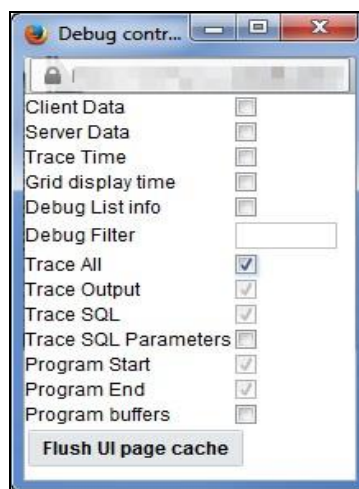 Debug contr...
Client Data
Server Data
Trace Time
Grid display time
Debug List info
Debug Filter
Trace All
Trace Output
Trace SQL
Trace SQL Parameters
Program Start
Program End
Program buffers
Flush UI page cache